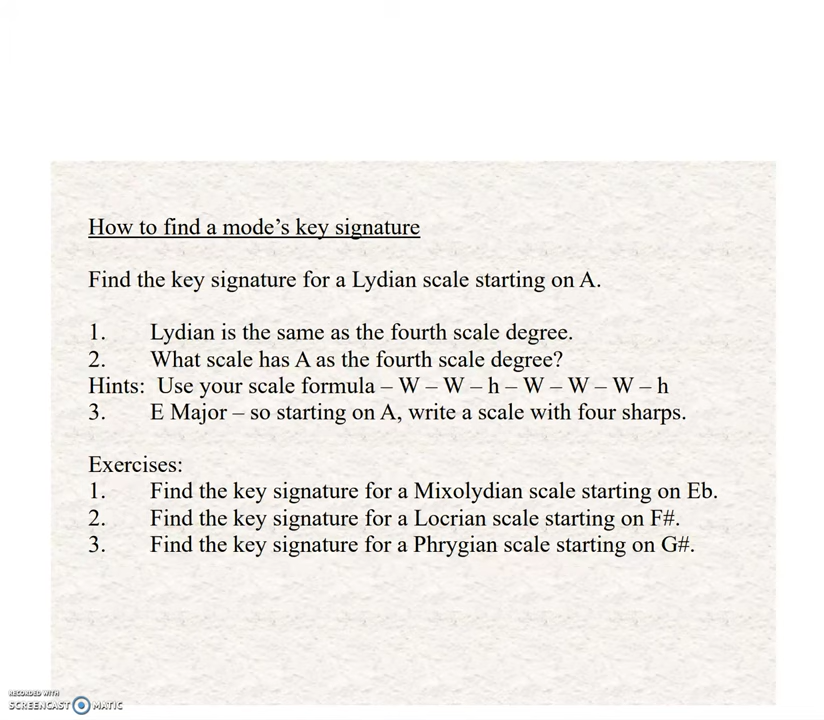 How to find a mode’s key signature
Find the key signature for a Lydian scale starting on A.
1. Lydian is the same as the fourth scale degree.
2. What scale has A as the fourth scale degree?
Hints: Use your scale formula – W – W – h – W – W – W – h
3. E Major – so starting on A, write a scale with four sharps.
Exercises:
1. Find the key signature for a Mixolydian scale starting on Eb.
2. Find the key signature for a Locrian scale starting on F#.
3. Find the key signature for a Phrygian scale starting on G#.
RECORDED WITH
SCREENCAST MATIC